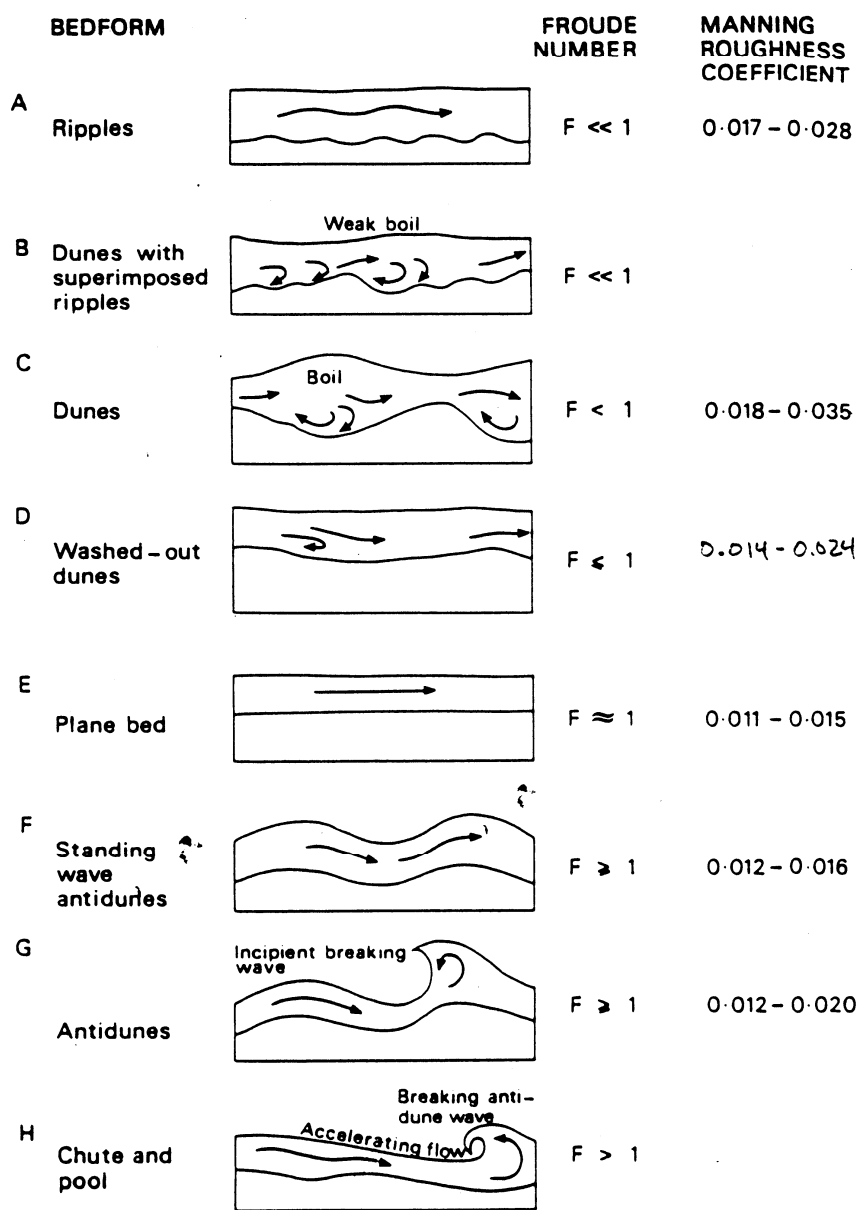 BEDFORM
FROUDE
NUMBER
MANNING
ROUGHNESS
COEFFICIENT
A
Ripples
F << 1
0·017 – 0·028
B
Dunes with
superimposed
ripples
Weak boil
F << 1
C
Dunes
Boil
F < 1
0·018 – 0·035
D
Washed – out
dunes
F ⩽ 1
0.014 - 0.024
E
Plane bed
F ≈ 1
0·011 – 0·015
F
Standing
wave
antidunes
F ⩾ 1
0·012 – 0·016
G
Antidunes
Incipient breaking
wave
F ⩾ 1
0·012 – 0·020
H
Chute and
pool
Accelerating flow
Breaking anti–
dune wave
F > 1